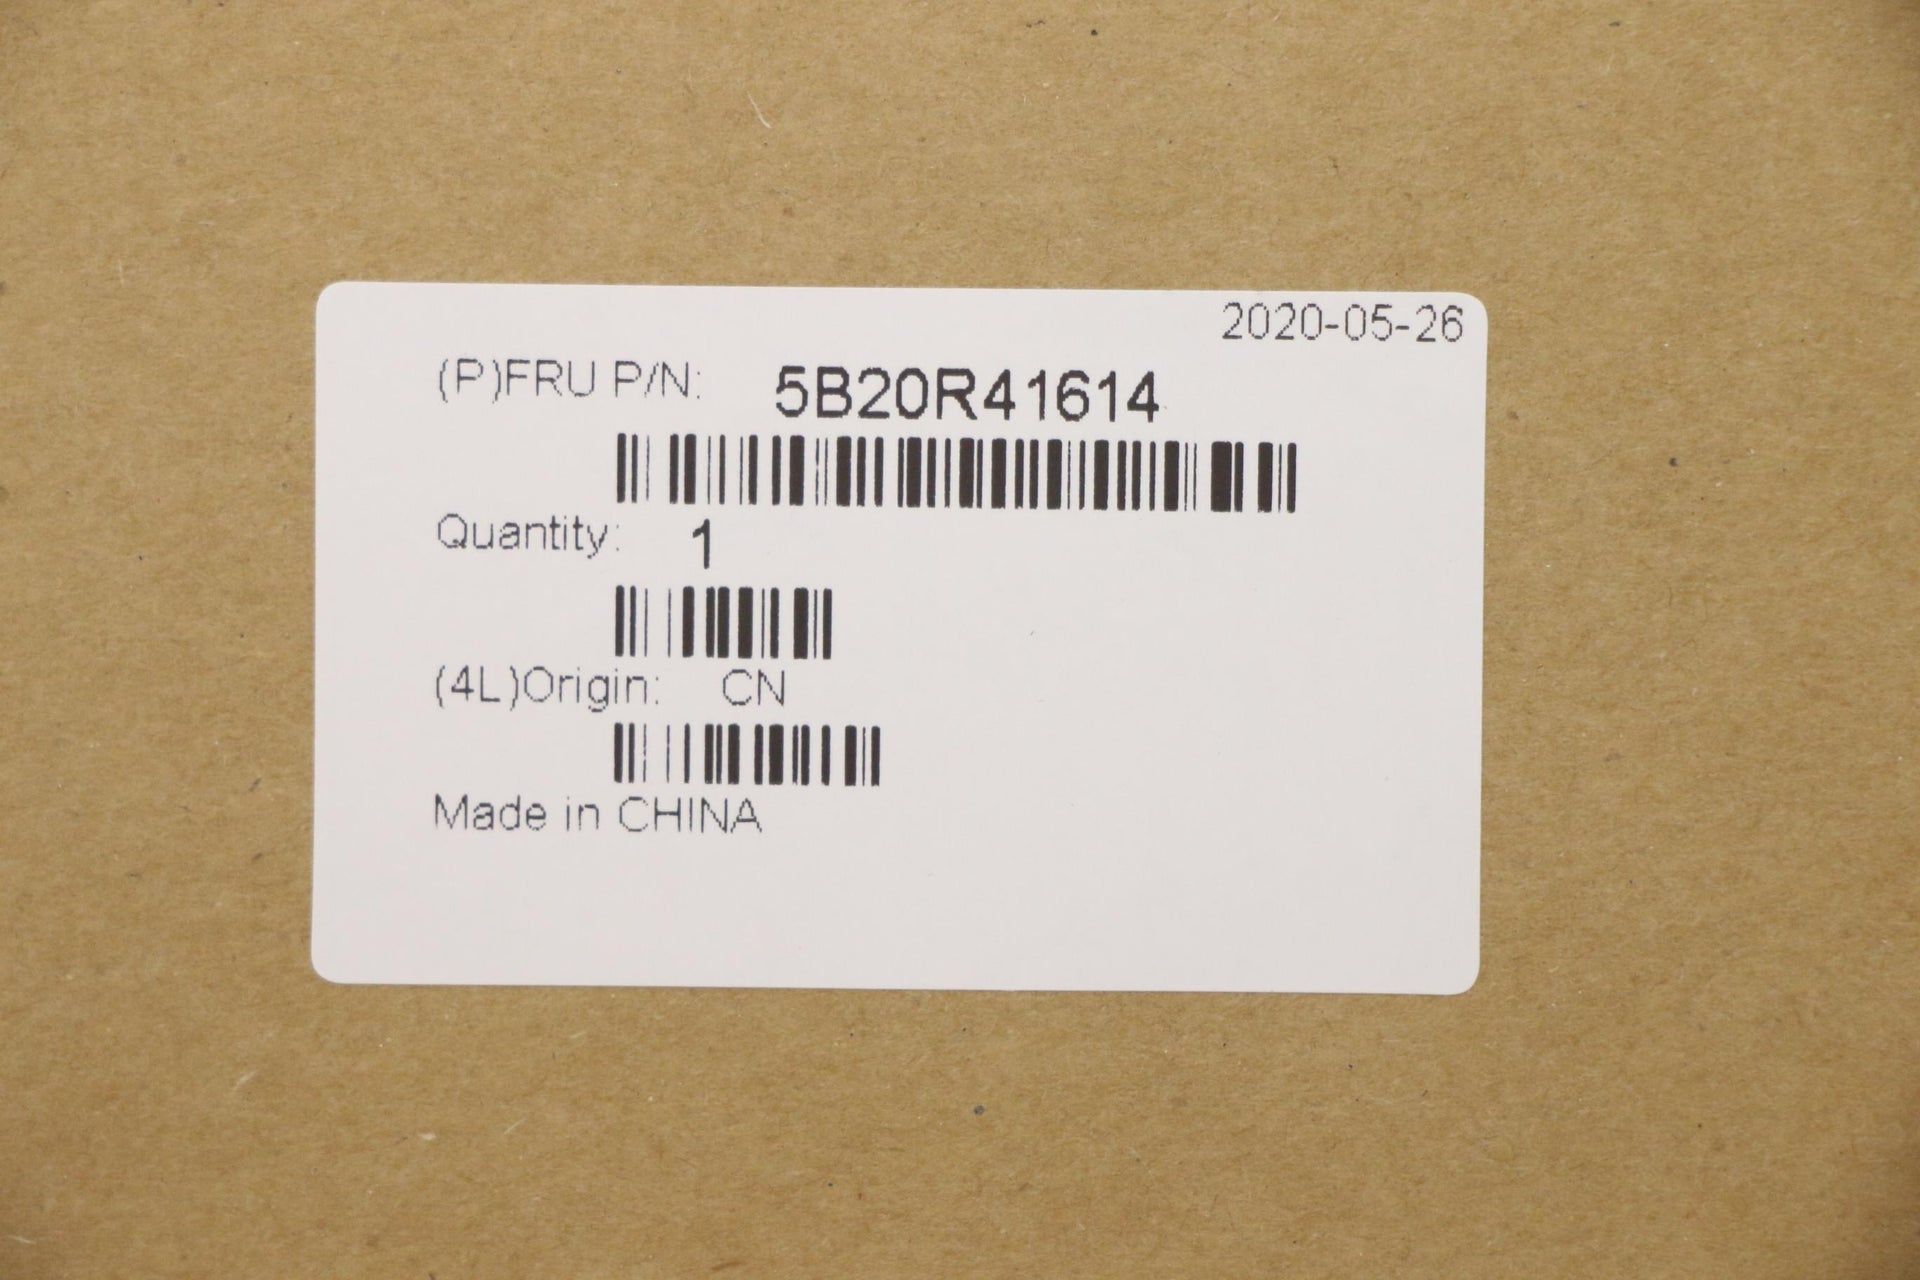 2020-05-26
(P)FRU P/N: 5B20R41614
Quantity: 1
(4L)Origin: CN
Made in CHINA